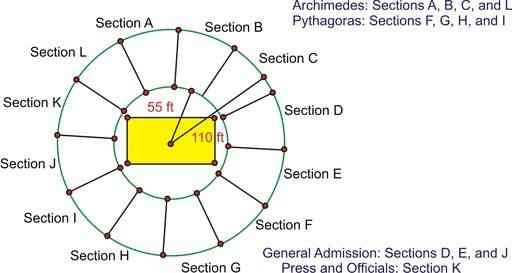 Archimedes: Sections A, B, C, and L
Pythagoras: Sections F, G, H, and I
Section A
Section B
Section L
Section C
Section K
55 ft
Section D
110 ft
Section J
Section E
Section I
Section F
Section H
Section G
General Admission: Sections D, E, and J
Press and Officials: Section K